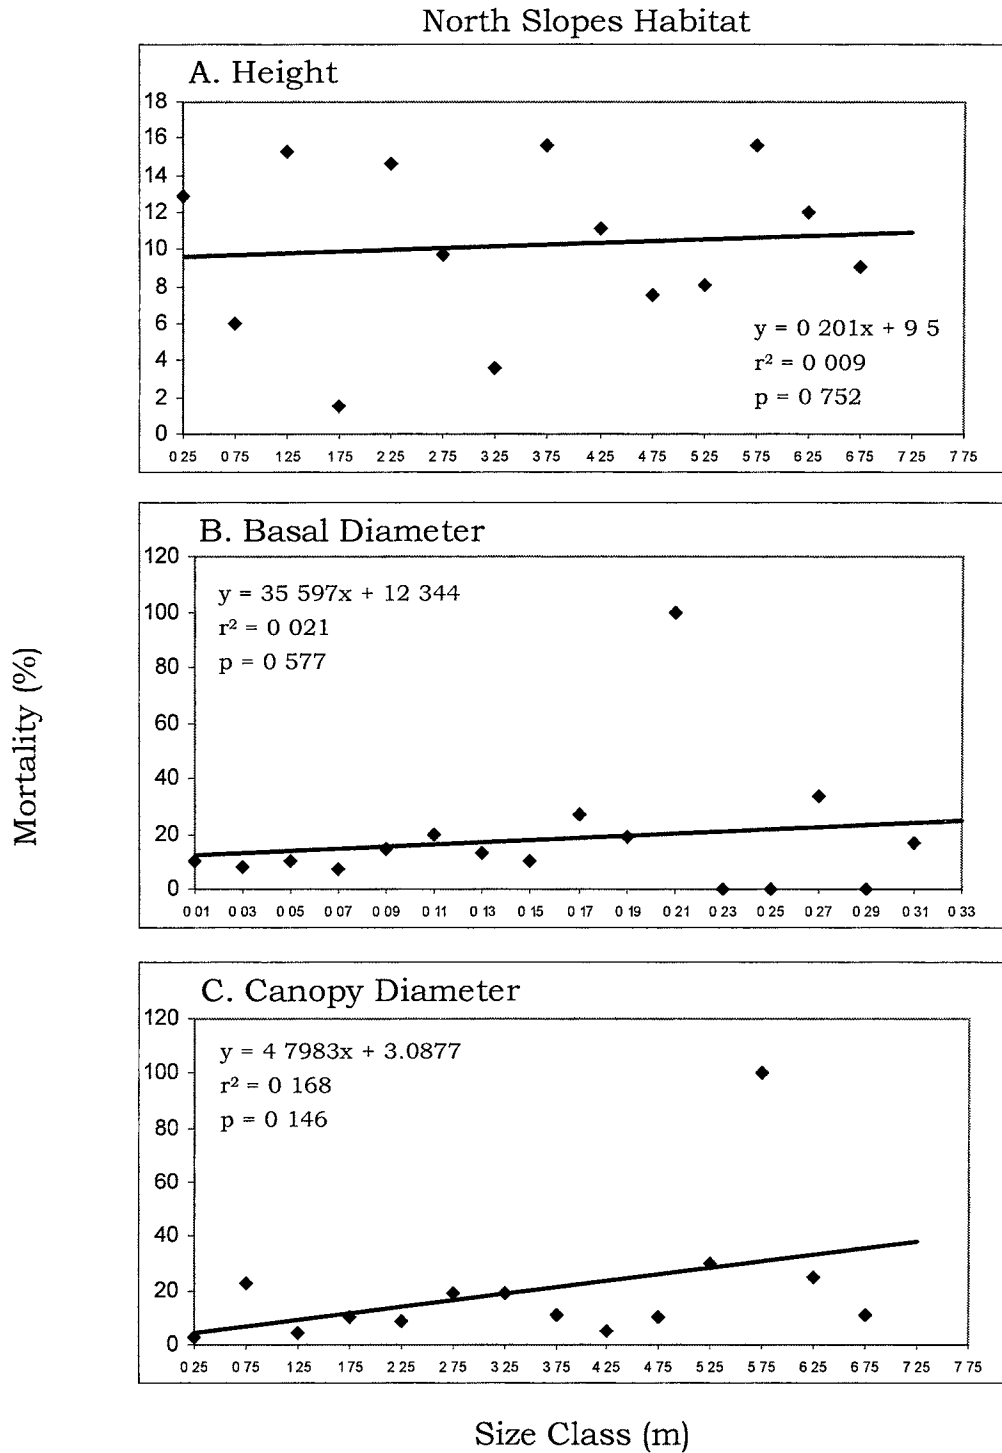 North Slopes Habitat
A. Height
18
16
14
12
10
8
6
4
2
0
y = 0 201x + 9 5
r² = 0 009
p = 0 752
0 25 0 75 1 25 1 75 2 25 2 75 3 25 3 75 4 25 4 75 5 25 5 75 6 25 6 75 7 25 7 75
B. Basal Diameter
120
100
80
60
40
20
0
y = 35 597x + 12 344
r² = 0 021
p = 0 577
0 01 0 03 0 05 0 07 0 09 0 11 0 13 0 15 0 17 0 19 0 21 0 23 0 25 0 27 0 29 0 31 0 33
Mortality (%)
C. Canopy Diameter
120
100
80
60
40
20
0
y = 4 7983x + 3.0877
r² = 0 168
p = 0 146
0 25 0 75 1 25 1 75 2 25 2 75 3 25 3 75 4 25 4 75 5 25 5 75 6 25 6 75 7 25 7 75
Size Class (m)